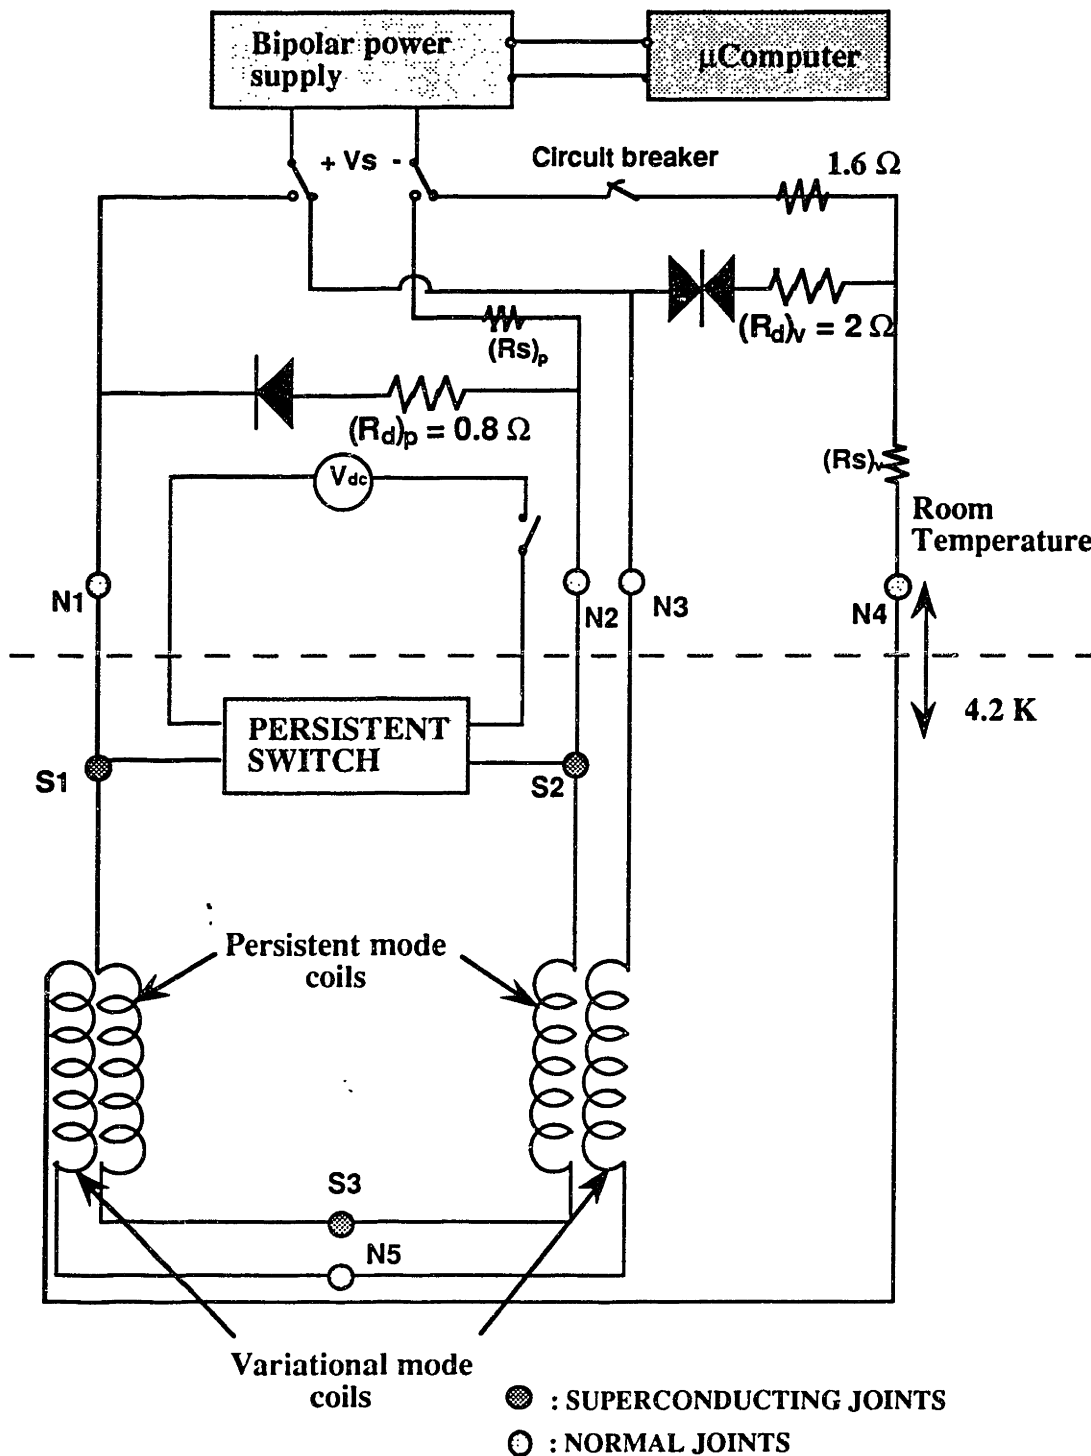 Bipolar power
supply
µComputer
+ Vs -
Circuit breaker
1.6 Ω
(Rd)v = 2 Ω
(Rs)p
(Rd)p = 0.8 Ω
Vdc
(Rs)v
Room
Temperature
N1
N2
N3
N4
4.2 K
PERSISTENT
SWITCH
S1
S2
Persistent mode
coils
S3
N5
Variational mode
coils
: SUPERCONDUCTING JOINTS
: NORMAL JOINTS